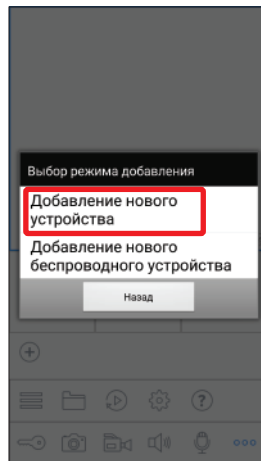 Выбор режима добавления
Добавление нового
устройства
Добавление нового
беспроводного устройства
Назад